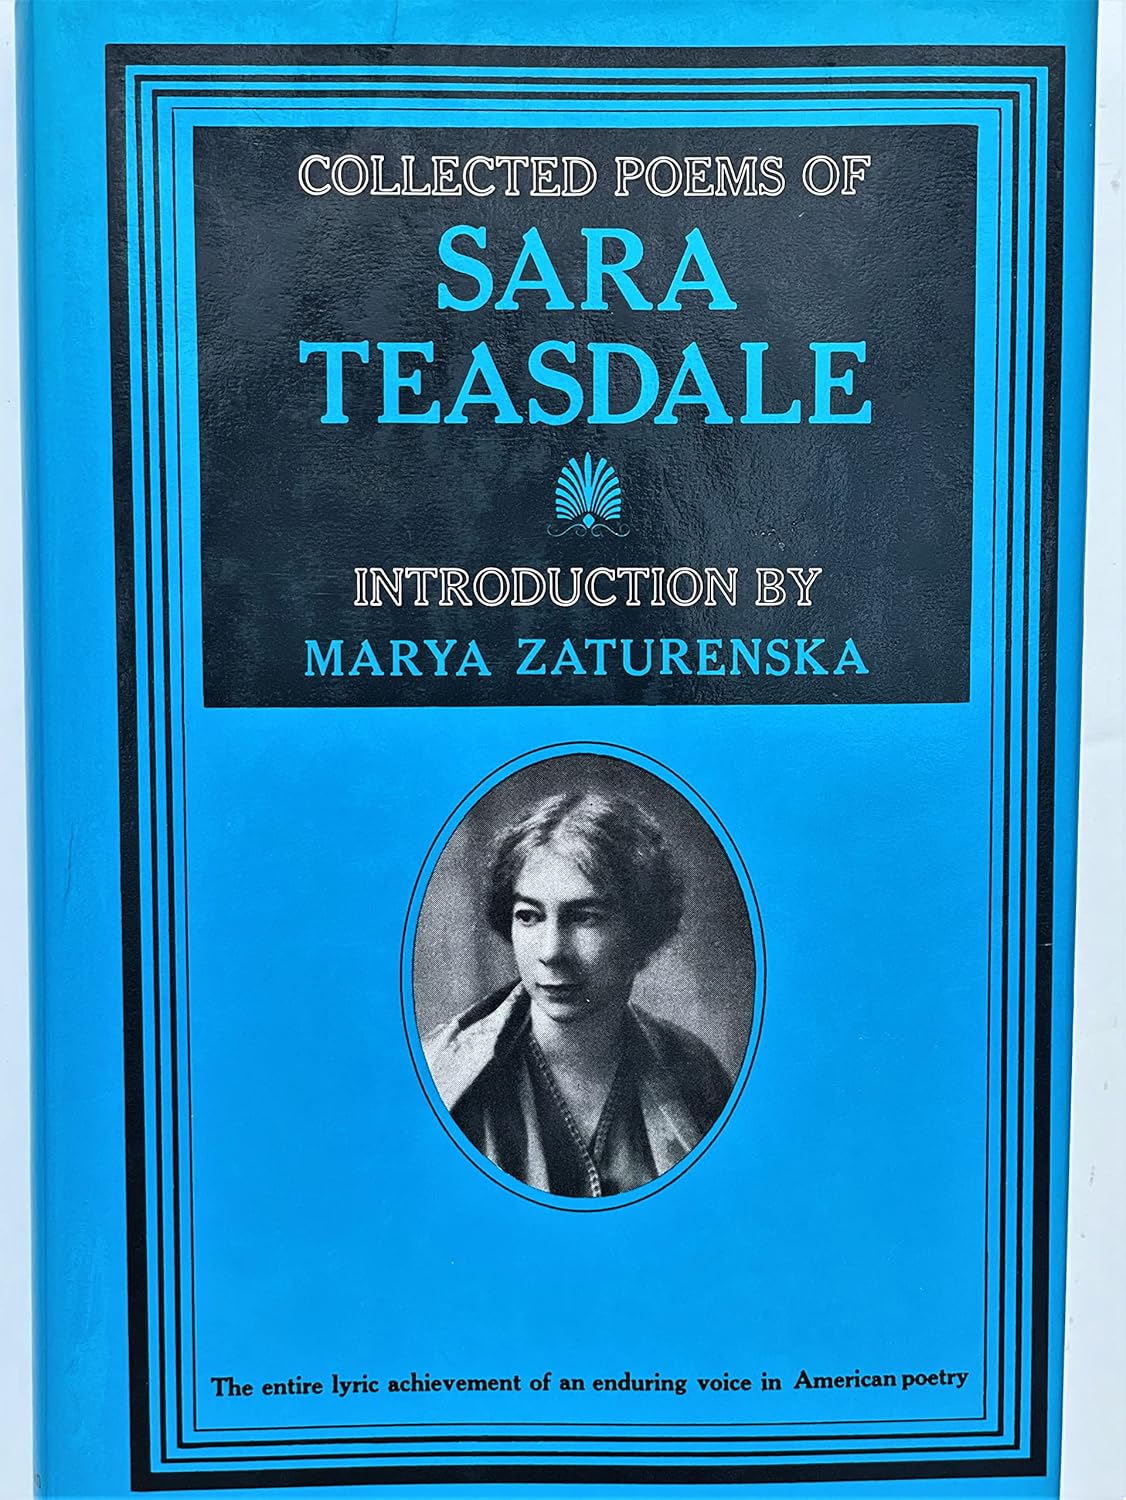 COLLECTED POEMS OF
SARA
TEASDALE
INTRODUCTION BY
MARYA ZATURENSKA
The entire lyric achievement of an enduring voice in American poetry